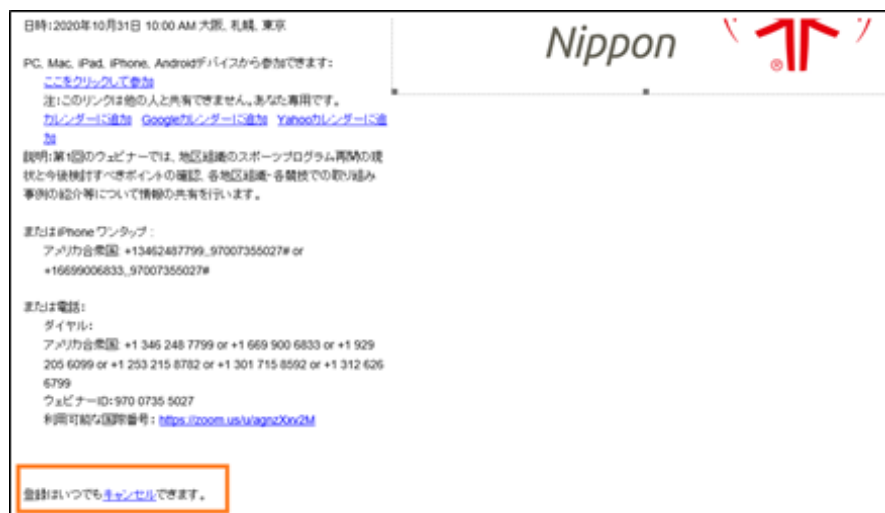 日時:2020年10月31日 10:00 AM 大阪、札幌、東京
Nippon
®
PC、Mac、iPad、iPhone、Androidデバイスから参加できます:
ここをクリックして参加
注:このリンクは他の人と共有できません。あなた専用です。
カレンダーに追加 Googleカレンダーに追加 Yahooカレンダーに追
加
説明:第1回のウェビナーでは、地区組織のスポーツプログラム再開の現
状と今後検討すべきポイントの確認、各地区組織・各競技での取り組み
事例の紹介等について情報の共有を行います。
またはiPhone ワンタップ:
アメリカ合衆国: +13462487799,,97007355027# or
+16699006833,,97007355027#
または電話:
ダイヤル:
アメリカ合衆国: +1 346 248 7799 or +1 669 900 6833 or +1 929
205 6099 or +1 253 215 8782 or +1 301 715 8592 or +1 312 626
6799
ウェビナーID:970 0735 5027
利用可能な国際番号: https://zoom.us/u/agnzXxv2M
登録はいつでもキャンセルできます。